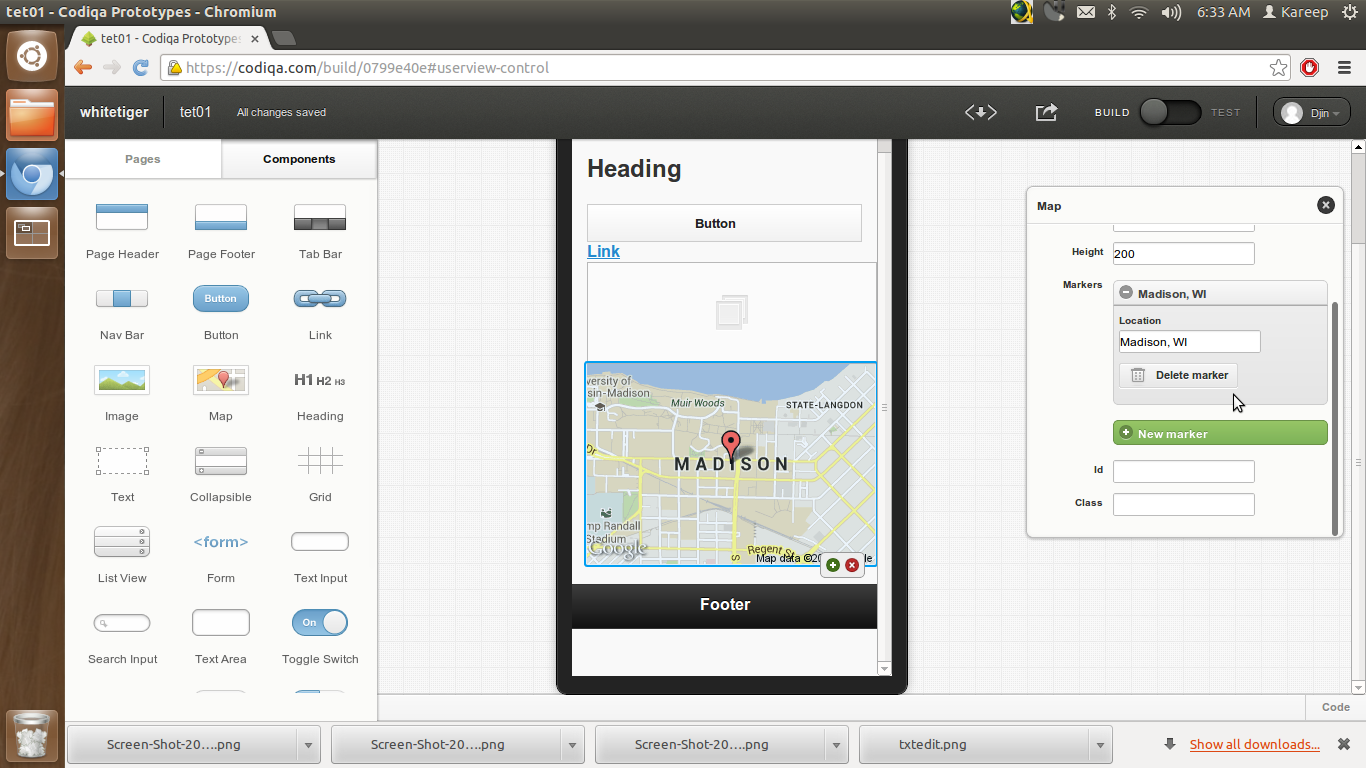 tet01 - Codiqa Prototypes - Chromium
6:33 AM Kareep
tet01 - Codiqa Prototypes
https://codiqa.com/build/0799e40e#userview-control
whitetiger tet01 All changes saved
BUILD TEST Djin
Pages Components
Page Header Page Footer Tab Bar
Button
Nav Bar Button Link
H1 H2 H3
Image Map Heading
Text Collapsible Grid
<form>
List View Form Text Input
On
Search Input Text Area Toggle Switch
Heading
Button
Link
versity of
sin-Madison
Muir Woods
STATE-LANGDON
Dr
MADISON
mp Randall
Stadium
Google
Regent St
S
Map data ©20 le
Footer
Map
Height 200
Markers Madison, WI
Location
Madison, WI
Delete marker
New marker
Id
Class
Code
Screen-Shot-20....png Screen-Shot-20....png Screen-Shot-20....png txtedit.png Show all downloads...